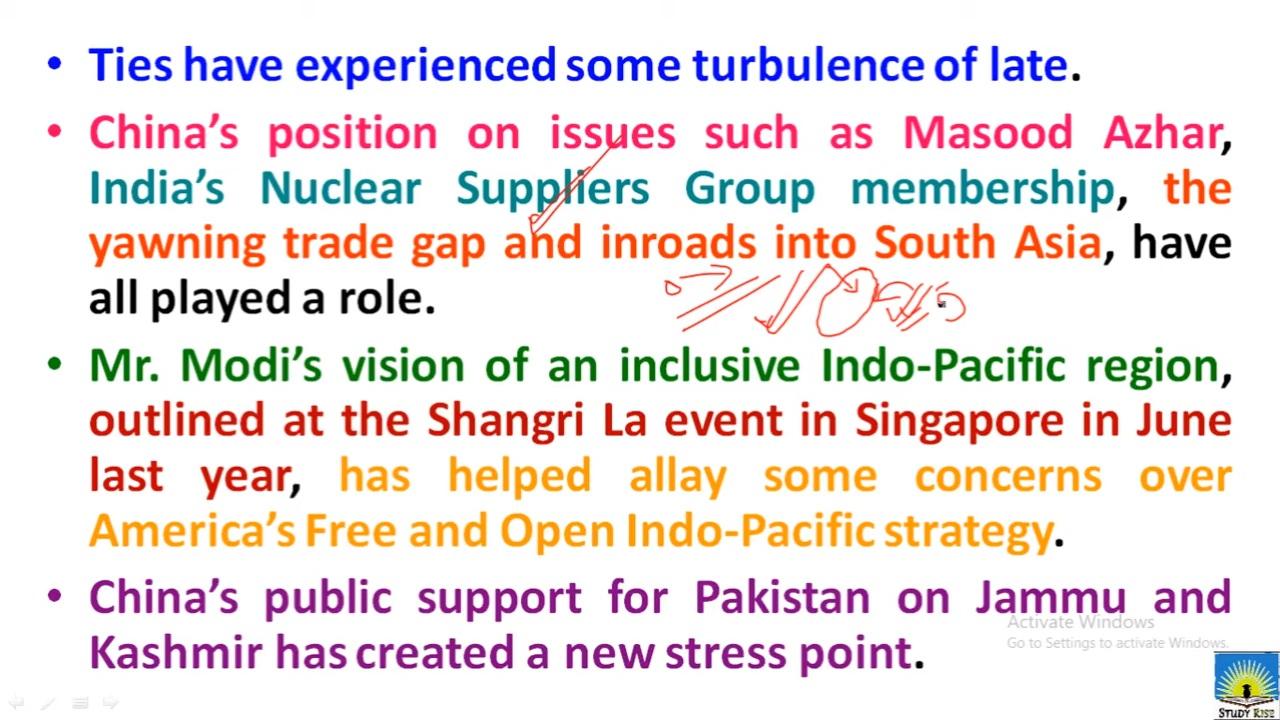 • Ties have experienced some turbulence of late.
• China's position on issues such as Masood Azhar,
India's Nuclear Suppliers Group membership, the
yawning trade gap and inroads into South Asia, have
all played a role.
• Mr. Modi's vision of an inclusive Indo-Pacific region,
outlined at the Shangri La event in Singapore in June
last year, has helped allay some concerns over
America's Free and Open Indo-Pacific strategy.
• China's public support for Pakistan on Jammu and
Kashmir has created a new stress point.
Activate Windows
Go to Settings to activate Windows.
STUDY RISE